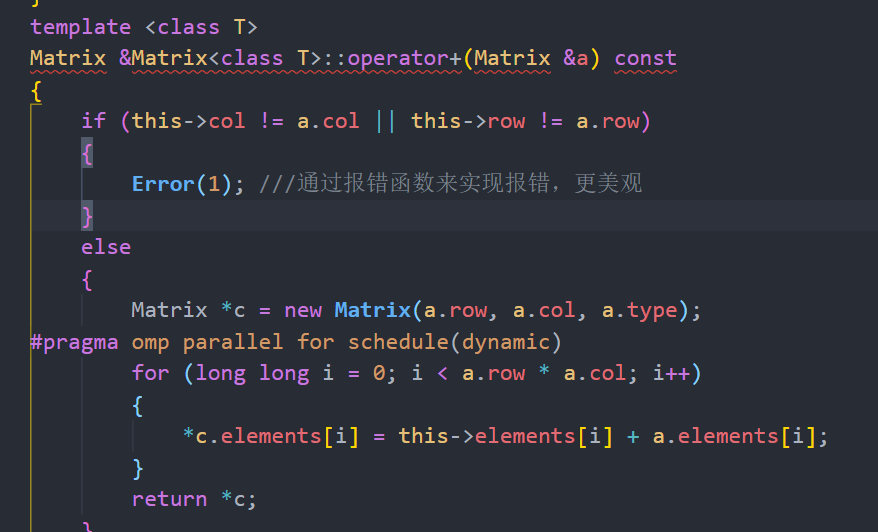 }
template <class T>
Matrix &Matrix<class T>::operator+(Matrix &a) const
{
    if (this->col != a.col || this->row != a.row)
    {
        Error(1); ///通过报错函数来实现报错，更美观
    }
    else
    {
        Matrix *c = new Matrix(a.row, a.col, a.type);
#pragma omp parallel for schedule(dynamic)
        for (long long i = 0; i < a.row * a.col; i++)
        {
            *c.elements[i] = this->elements[i] + a.elements[i];
        }
        return *c;
    }